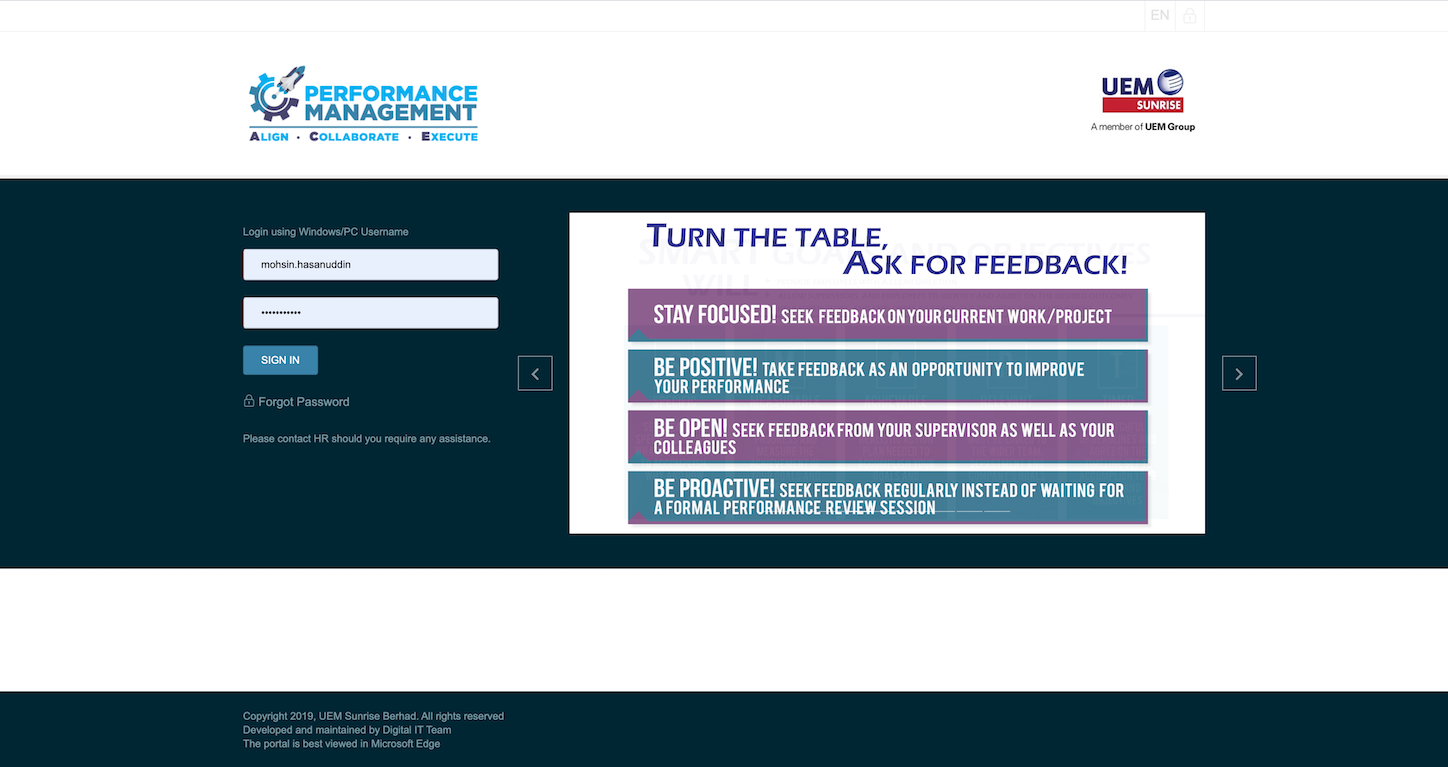 EN
PERFORMANCE
MANAGEMENT
ALIGN · COLLABORATE · EXECUTE
UEM
SUNRISE
A member of UEM Group
Login using Windows/PC Username
mohsin.hasanuddin
•••••••••••
SIGN IN
Forgot Password
Please contact HR should you require any assistance.
TURN THE TABLE,
ASK FOR FEEDBACK!
SMART GOA AND OBJECTIVES
WILL :
STAY FOCUSED! SEEK FEEDBACK ON YOUR CURRENT WORK/PROJECT
BE POSITIVE! TAKE FEEDBACK AS AN OPPORTUNITY TO IMPROVE
YOUR PERFORMANCE
BE OPEN! SEEK FEEDBACK FROM YOUR SUPERVISOR AS WELL AS YOUR
COLLEAGUES
BE PROACTIVE! SEEK FEEDBACK REGULARLY INSTEAD OF WAITING FOR
A FORMAL PERFORMANCE REVIEW SESSION
Copyright 2019, UEM Sunrise Berhad. All rights reserved
Developed and maintained by Digital IT Team
The portal is best viewed in Microsoft Edge